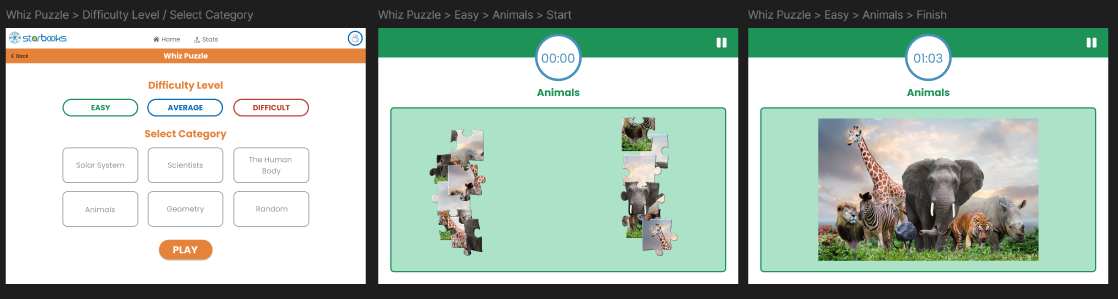 Whiz Puzzle > Difficulty Level / Select Category
starbooks
Home
Stats
< Back
Whiz Puzzle
Difficulty Level
EASY
AVERAGE
DIFFICULT
Select Category
Solar System
Scientists
The Human
Body
Animals
Geometry
Random
PLAY
Whiz Puzzle > Easy > Animals > Start
00:00
Animals
Whiz Puzzle > Easy > Animals > Finish
01:03
Animals